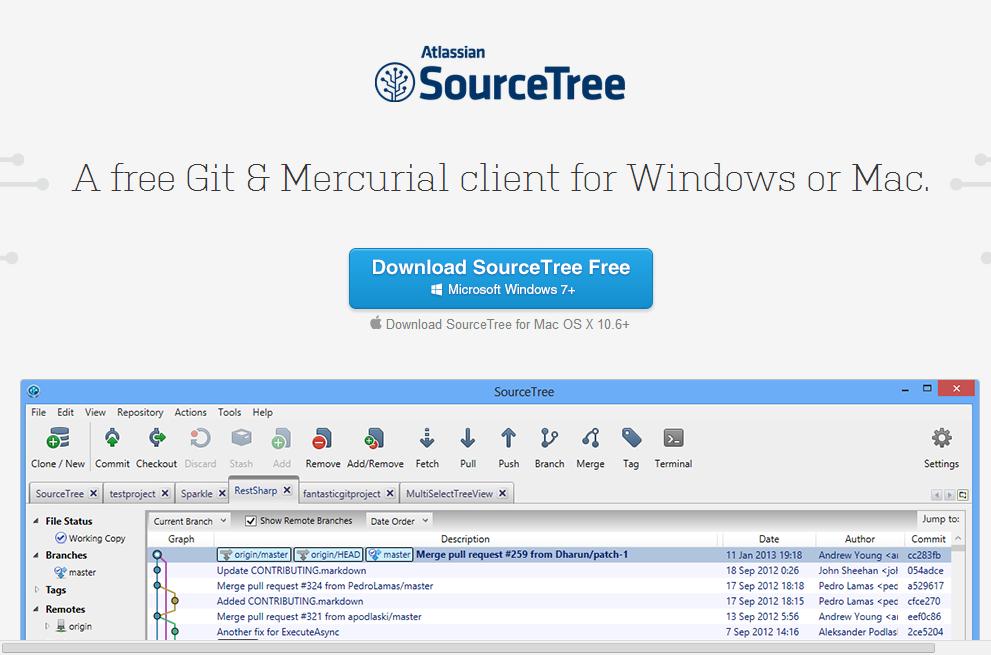 Atlassian
SourceTree
A free Git & Mercurial client for Windows or Mac.
Download SourceTree Free
Microsoft Windows 7+
Download SourceTree for Mac OS X 10.6+
SourceTree
File Edit View Repository Actions Tools Help
Clone / New Commit Checkout Discard Stash Add Remove Add/Remove Fetch Pull Push Branch Merge Tag Terminal Settings
SourceTree testproject Sparkle RestSharp fantasticgitproject MultiSelectTreeView
File Status
Working Copy
Branches
master
Tags
Remotes
origin
Current Branch Show Remote Branches Date Order Jump to:
Graph Description Date Author Commit
origin/master origin/HEAD master Merge pull request #259 from Dharun/patch-1 11 Jan 2013 19:18 Andrew Young <ar cc283fb
Update CONTRIBUTING.markdown 18 Sep 2012 0:26 John Sheehan <joh 054adce
Merge pull request #324 from PedroLamas/master 17 Sep 2012 18:18 Pedro Lamas <pec a529617
Added CONTRIBUTING.markdown 17 Sep 2012 18:15 Pedro Lamas <pec cfce270
Merge pull request #321 from apodlaski/master 13 Sep 2012 5:56 Andrew Young <ar eef0c86
Another fix for ExecuteAsync 7 Sep 2012 14:16 Aleksander Podlas 2ce5204